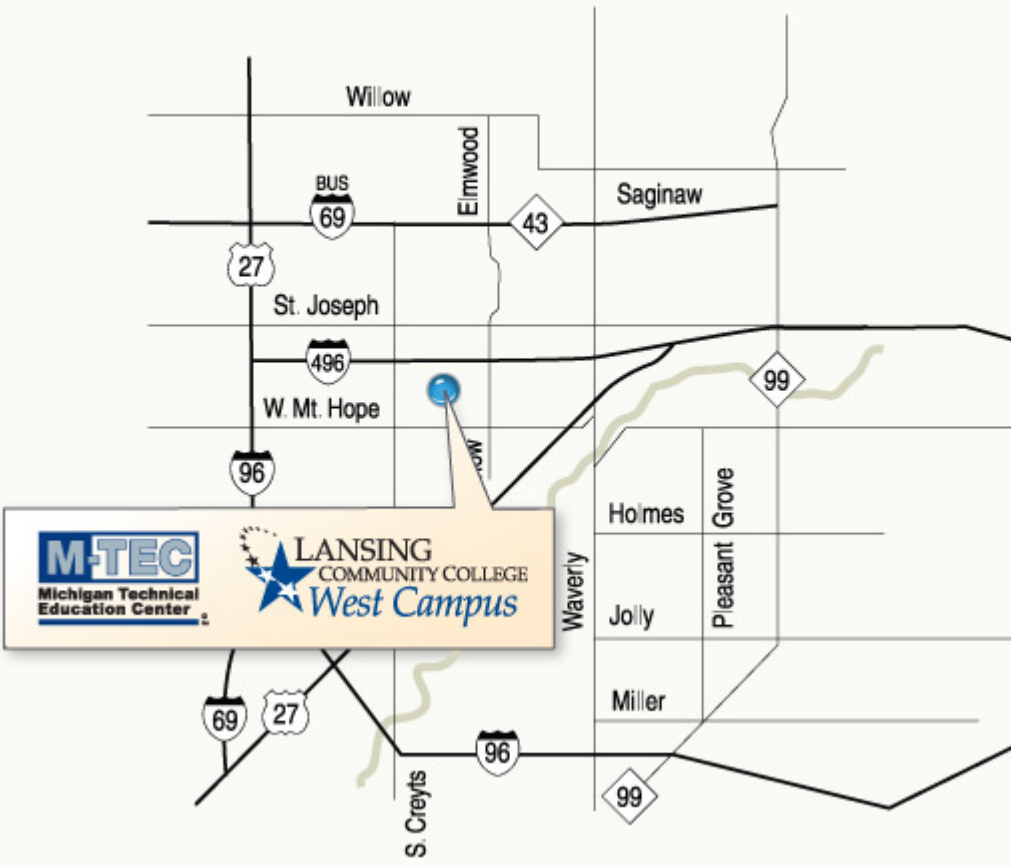 Willow
Elmwood
BUS
69
Saginaw
43
27
St. Joseph
496
99
W. Mt. Hope
96
Holmes
Pleasant Grove
M-TEC
Michigan Technical
Education Center
LANSING
COMMUNITY COLLEGE
West Campus
Waverly
Jolly
Miller
69
27
96
99
S. Creyts